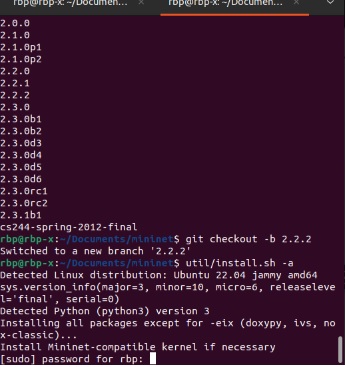 rbp@rbp-x: ~/Documen... × rbp@rbp-x: ~/Documen... ×
2.0.0
2.1.0
2.1.0p1
2.1.0p2
2.2.0
2.2.1
2.2.2
2.3.0
2.3.0b1
2.3.0b2
2.3.0d3
2.3.0d4
2.3.0d5
2.3.0d6
2.3.0rc1
2.3.0rc2
2.3.1b1
cs244-spring-2012-final
rbp@rbp-x:~/Documents/mininet$ git checkout -b 2.2.2
Switched to a new branch '2.2.2'
rbp@rbp-x:~/Documents/mininet$ util/install.sh -a
Detected Linux distribution: Ubuntu 22.04 jammy amd64
sys.version_info(major=3, minor=10, micro=6, releaseleve
l='final', serial=0)
Detected Python (python3) version 3
Installing all packages except for -eix (doxypy, ivs, no
x-classic)...
Install Mininet-compatible kernel if necessary
[sudo] password for rbp: